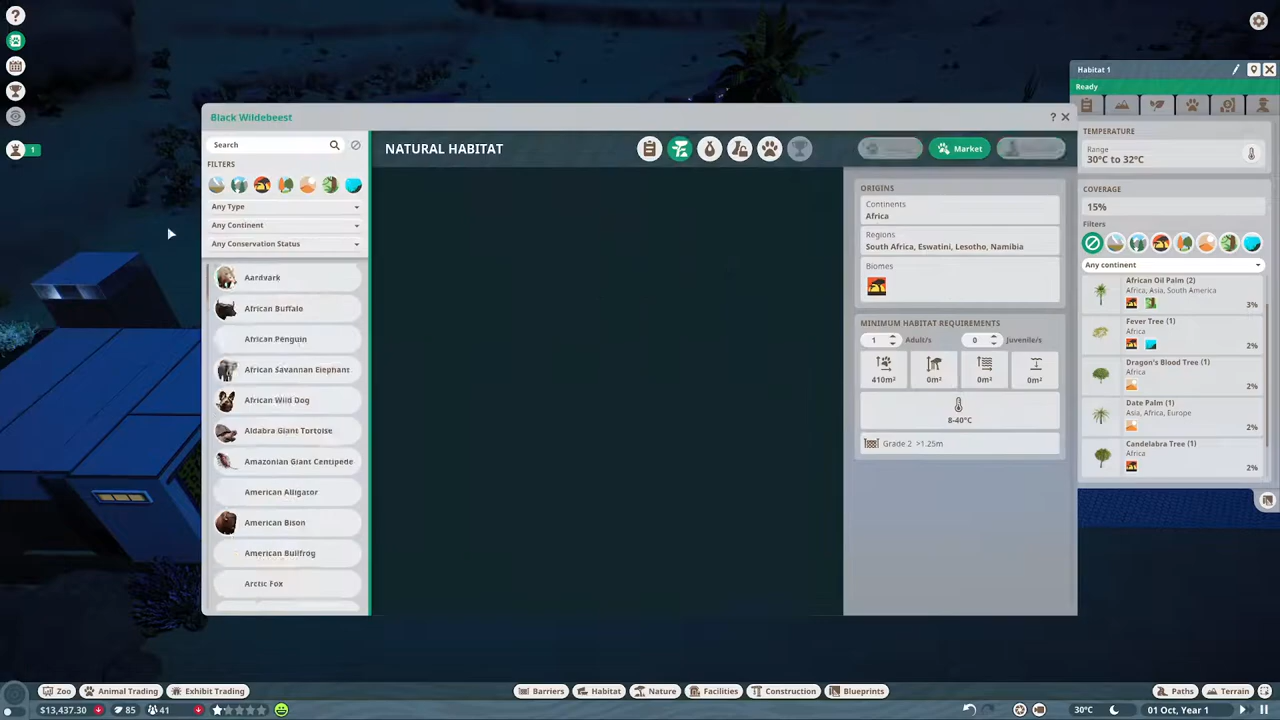 ?
Habitat 1
Ready
Black Wildebeest
?
Search
FILTERS
Any Type
Any Continent
Any Conservation Status
Aardvark
African Buffalo
African Penguin
African Savannah Elephant
African Wild Dog
Aldabra Giant Tortoise
Amazonian Giant Centipede
American Alligator
American Bison
American Bullfrog
Arctic Fox
1
NATURAL HABITAT
Market
ORIGINS
Continents
Africa
Regions
South Africa, Eswatini, Lesotho, Namibia
Biomes
MINIMUM HABITAT REQUIREMENTS
1 Adult/s 0 Juvenile/s
410m² 0m² 0m² 0m²
8-40°C
Grade 2 >1.25m
TEMPERATURE
Range
30°C to 32°C
COVERAGE
15%
Filters
Any continent
African Oil Palm (2)
Africa, Asia, South America
3%
Fever Tree (1)
Africa
2%
Dragon's Blood Tree (1)
Africa
2%
Date Palm (1)
Asia, Africa, Europe
2%
Candelabra Tree (1)
Africa
2%
Zoo Animal Trading Exhibit Trading Barriers Habitat Nature Facilities Construction Blueprints Paths Terrain
$13,437.30 85 41 30°C 01 Oct, Year 1